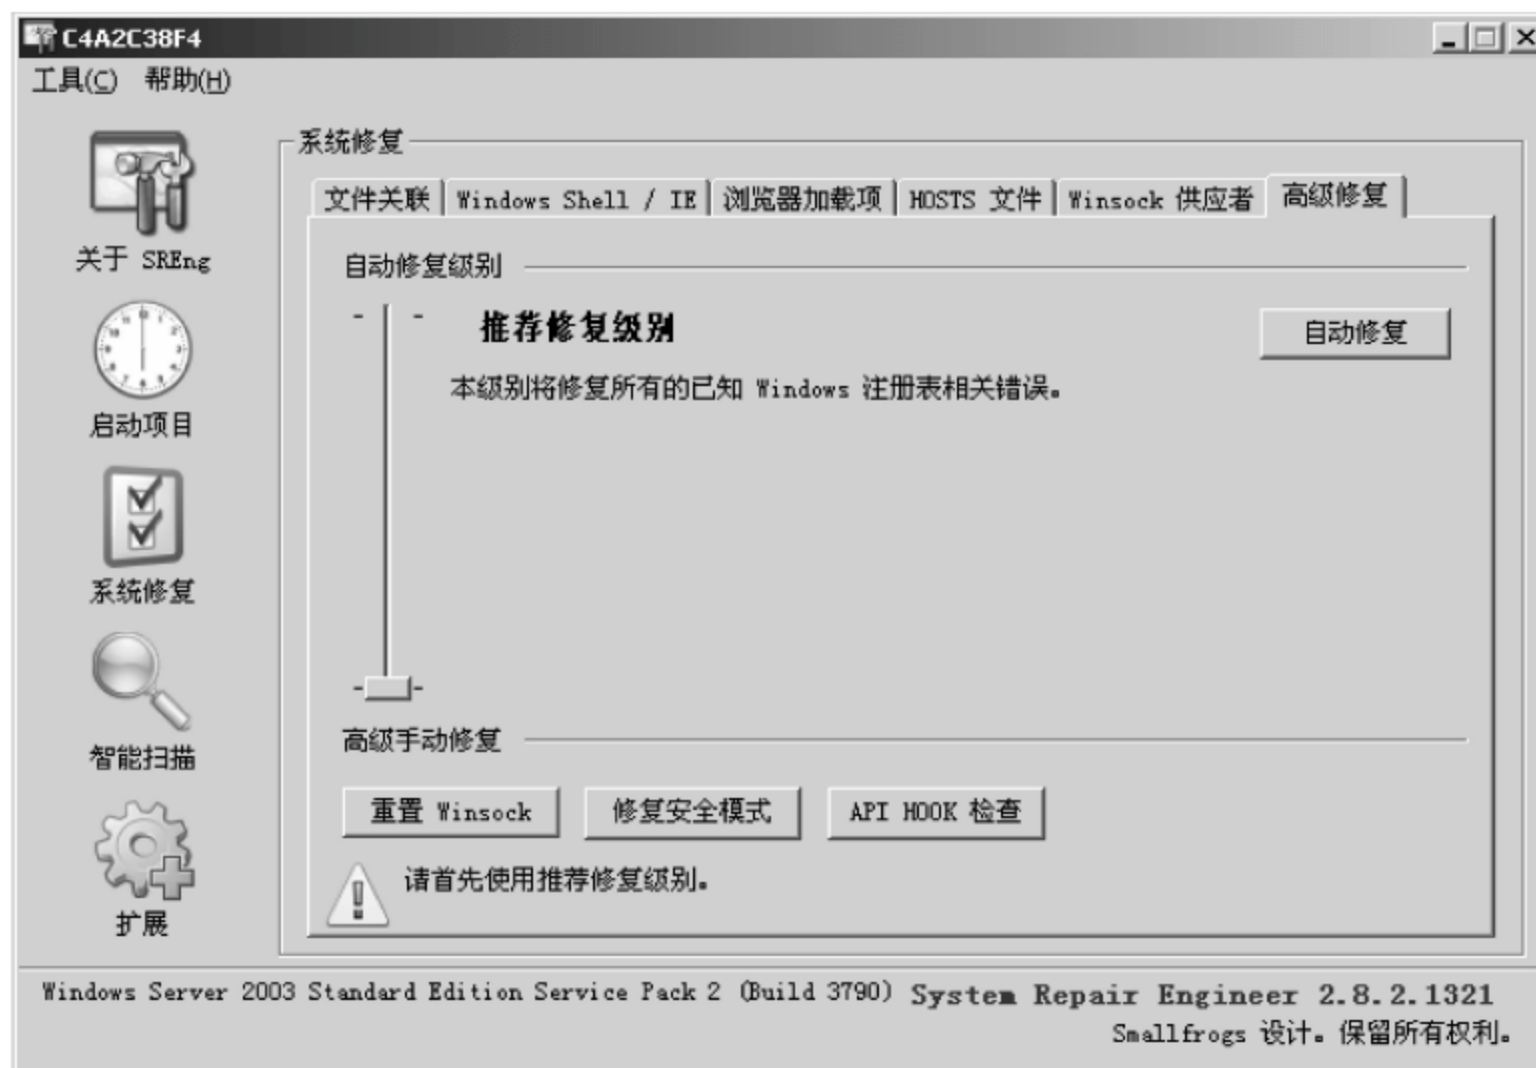 C4A2C38F4
工具(C) 帮助(H)
系统修复
文件关联 Windows Shell / IE 浏览器加载项 HOSTS 文件 Winsock 供应者 高级修复
关于 SREng
自动修复级别
推荐修复级别
自动修复
本级别将修复所有的已知 Windows 注册表相关错误。
启动项目
系统修复
智能扫描
高级手动修复
重置 Winsock 修复安全模式 API HOOK 检查
请首先使用推荐修复级别。
扩展
Windows Server 2003 Standard Edition Service Pack 2 (Build 3790) System Repair Engineer 2.8.2.1321
Smallfrogs 设计。保留所有权利。